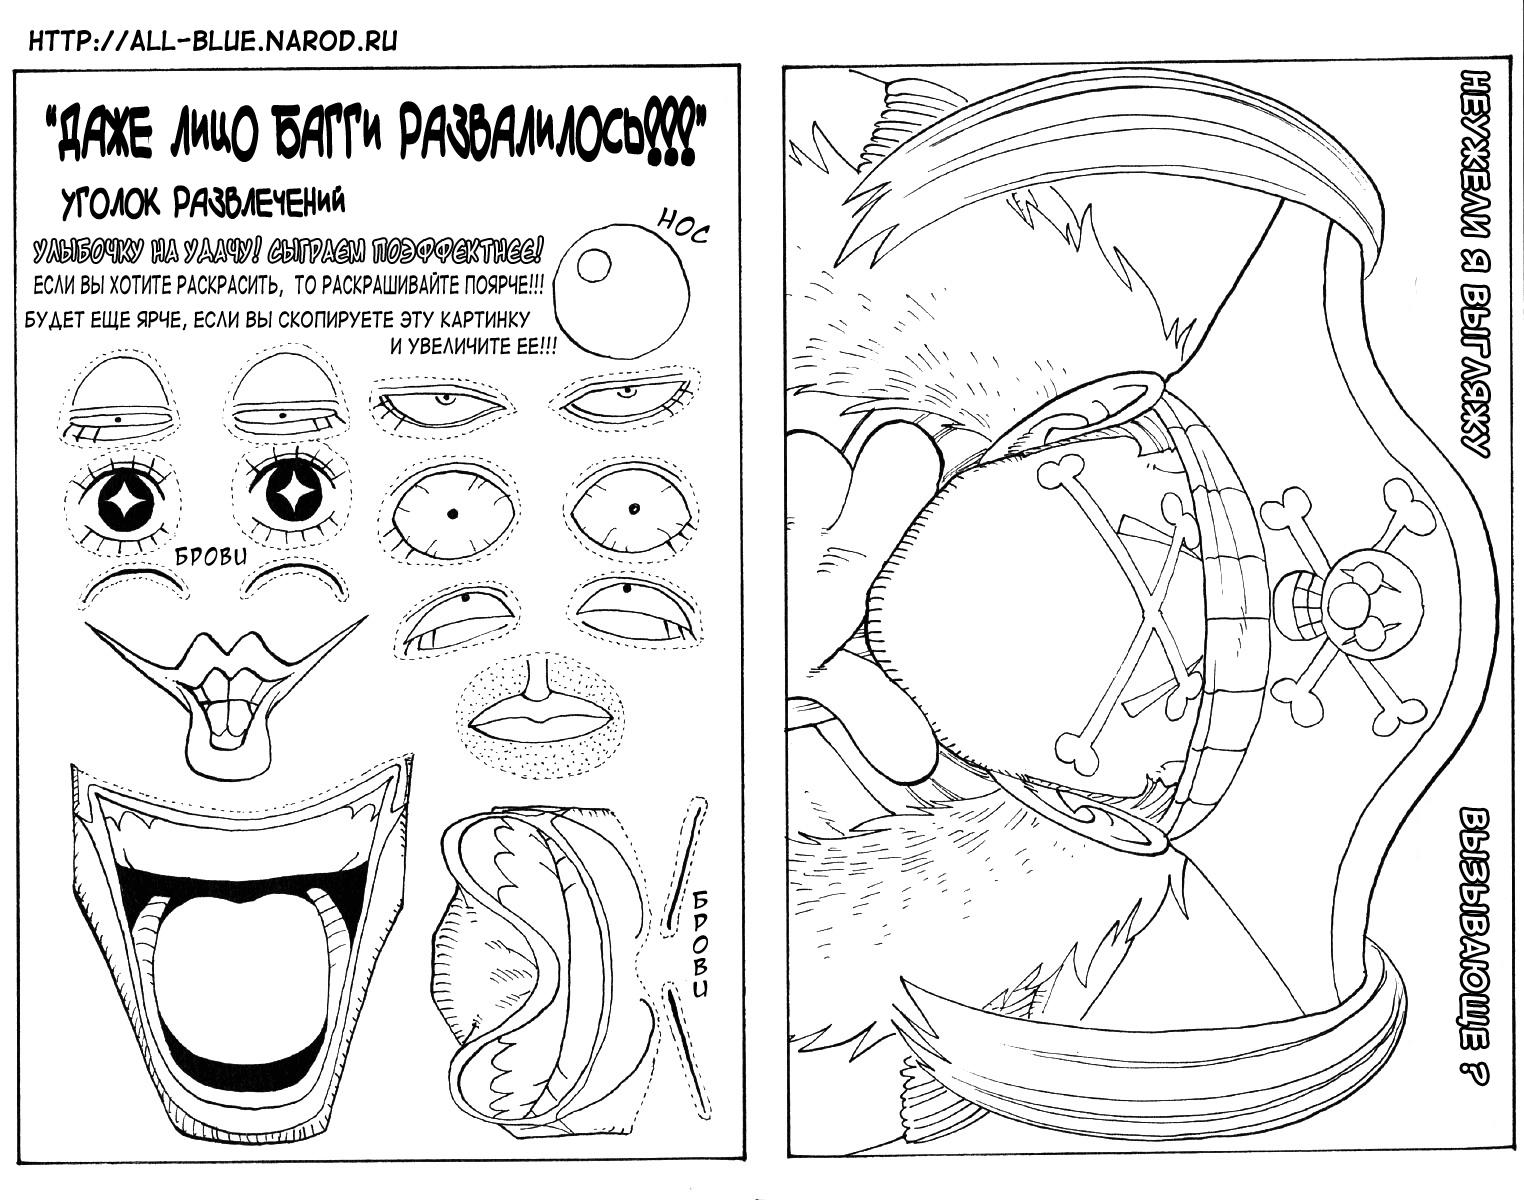 HTTP://ALL-BLUE.NAROD.RU
"ДАЖЕ ЛИЦО БАГГИ РАЗВАЛИЛОСЬ!!!"
УГОЛОК РАЗВЛЕЧЕНИЙ
УЛЫБОЧКУ НА УДАЧУ! СЫГРАЕМ ПОЭФФЕКТНЕЕ!
ЕСЛИ ВЫ ХОТИТЕ РАСКРАСИТЬ, ТО РАСКРАШИВАЙТЕ ПОЯРЧЕ!!!
БУДЕТ ЕЩЕ ЯРЧЕ, ЕСЛИ ВЫ СКОПИРУЕТЕ ЭТУ КАРТИНКУ
И УВЕЛИЧИТЕ ЕЕ!!!
НОС
БРОВИ
БРОВИ
НЕУЖЕЛИ Я ВЫГЛЯЖУ
ВЫЗЫВАЮЩЕ ?